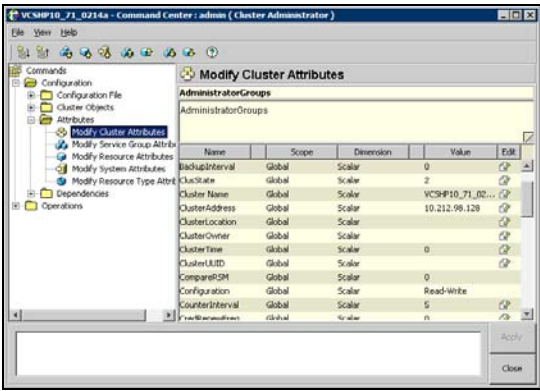 VCSHP10_71_0214a - Command Center : admin ( Cluster Administrator )
File View Help
Commands
Configuration
Configuration File
Cluster Objects
Attributes
Modify Cluster Attributes
Modify Service Group Attrib
Modify Resource Attributes
Modify System Attributes
Modify Resource Type Attrib
Dependencies
Operations
Modify Cluster Attributes
AdministratorGroups
AdministratorGroups
Name Scope Dimension Value Edit
BackupInterval Global Scalar 0
ClusState Global Scalar 2
Cluster Name Global Scalar VCSHP10_71_02...
ClusterAddress Global Scalar 10.212.98.128
ClusterLocation Global Scalar
ClusterOwner Global Scalar
ClusterTime Global Scalar 0
ClusterUUID Global Scalar
CompareRSM Global Scalar 0
Configuration Global Scalar Read-Write
CounterInterval Global Scalar 5
CredRenewFreq Global Scalar 0
Apply
Close